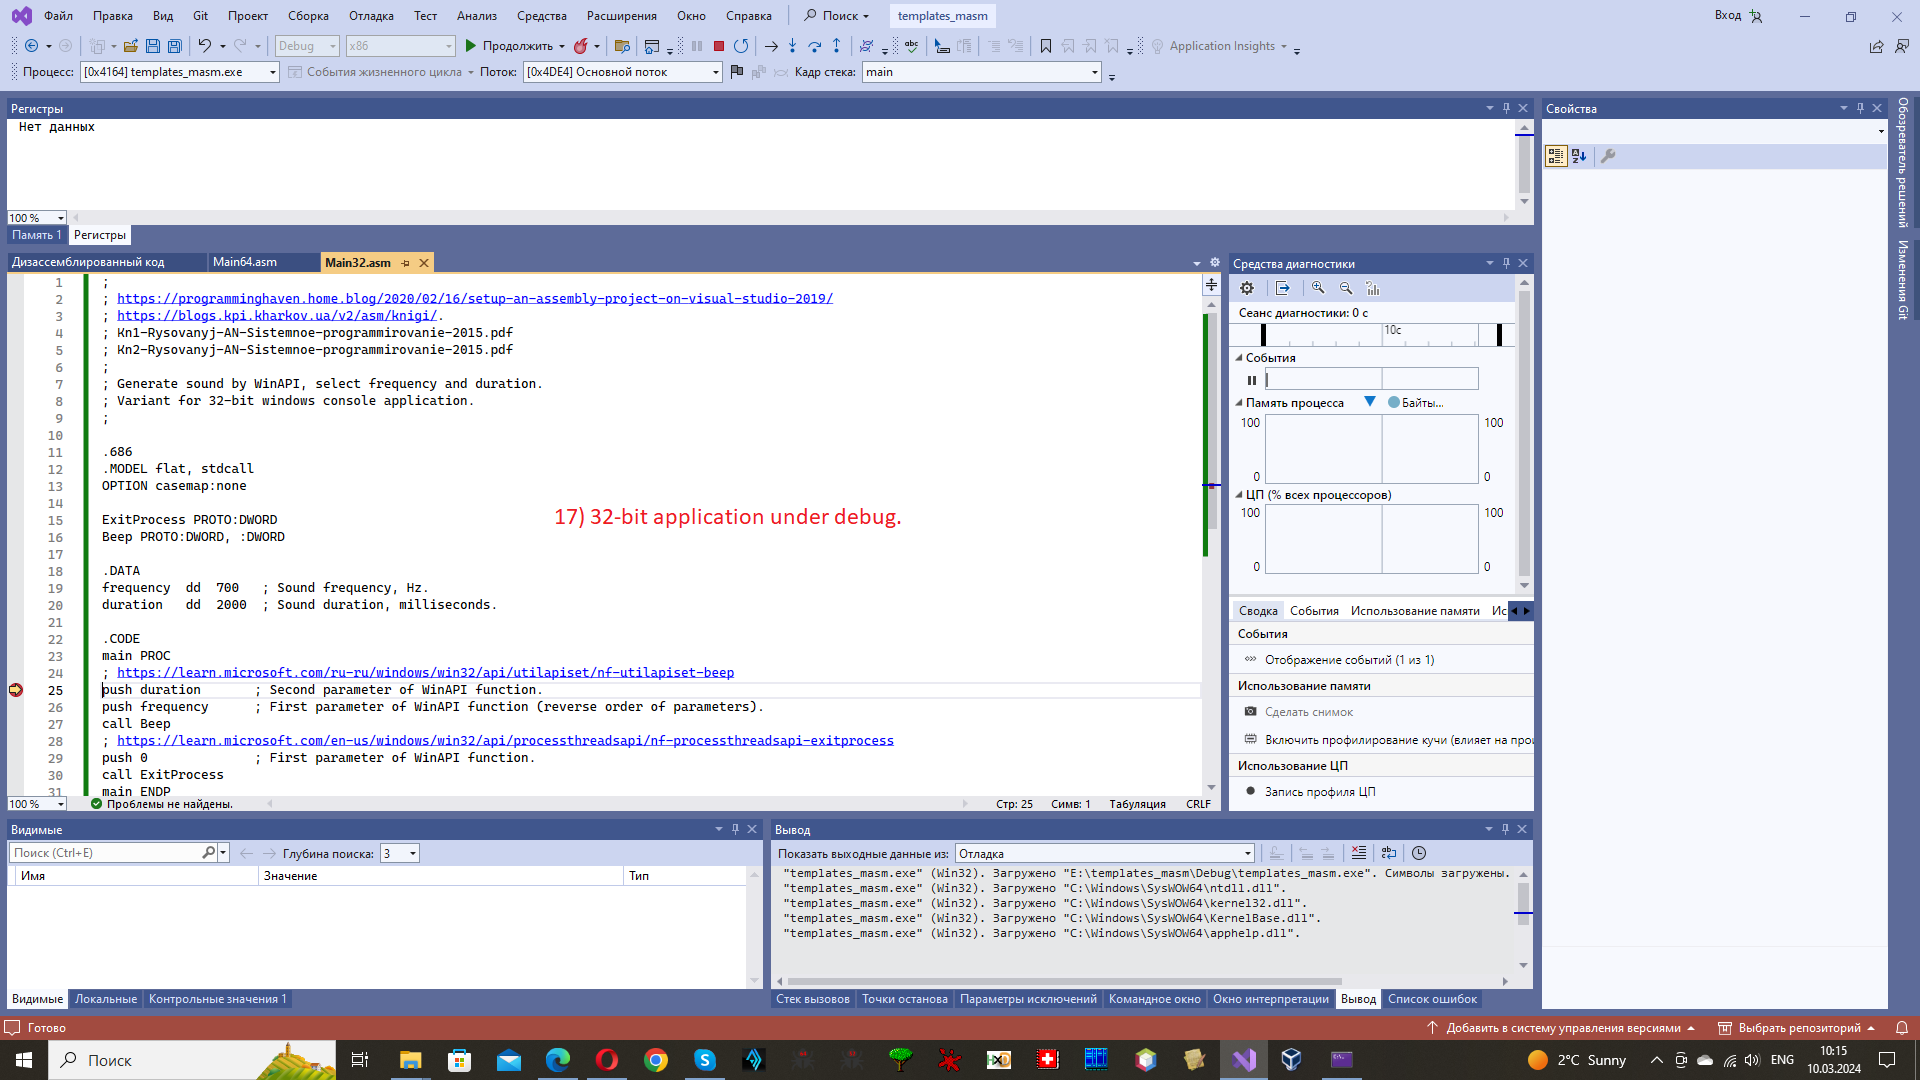 Файл Правка Вид Git Проект Сборка Отладка Тест Анализ Средства Расширения Окно Справка Поиск templates_masm Вход
Debug x86 Продолжить Application Insights
Процесс: [0x4164] templates_masm.exe События жизненного цикла Поток: [0x4DE4] Основной поток Кадр стека: main
Регистры
Нет данных
100 %
Память 1 Регистры
Дизассемблированный код Main64.asm Main32.asm
1 ;
2 ; https://programminghaven.home.blog/2020/02/16/setup-an-assembly-project-on-visual-studio-2019/
3 ; https://blogs.kpi.kharkov.ua/v2/asm/knigi/.
4 ; Kn1-Rysovanyj-AN-Sistemnoe-programmirovanie-2015.pdf
5 ; Kn2-Rysovanyj-AN-Sistemnoe-programmirovanie-2015.pdf
6 ;
7 ; Generate sound by WinAPI, select frequency and duration.
8 ; Variant for 32-bit windows console application.
9 ;
10
11 .686
12 .MODEL flat, stdcall
13 OPTION casemap:none
14
15 ExitProcess PROTO:DWORD
16 Beep PROTO:DWORD, :DWORD
17
18 .DATA
19 frequency dd 700 ; Sound frequency, Hz.
20 duration dd 2000 ; Sound duration, milliseconds.
21
22 .CODE
23 main PROC
24 ; https://learn.microsoft.com/ru-ru/windows/win32/api/utilapiset/nf-utilapiset-beep
25 push duration ; Second parameter of WinAPI function.
26 push frequency ; First parameter of WinAPI function (reverse order of parameters).
27 call Beep
28 ; https://learn.microsoft.com/en-us/windows/win32/api/processthreadsapi/nf-processthreadsapi-exitprocess
29 push 0 ; First parameter of WinAPI function.
30 call ExitProcess
31 main ENDP
17) 32-bit application under debug.
100 % Проблемы не найдены. Стр: 25 Симв: 1 Табуляция CRLF
Средства диагностики
Сеанс диагностики: 0 с
10с
События
Память процесса Байты...
100 100
0 0
ЦП (% всех процессоров)
100 100
0 0
Сводка События Использование памяти Ис
События
Отображение событий (1 из 1)
Использование памяти
Сделать снимок
Включить профилирование кучи (влияет на прои
Использование ЦП
Запись профиля ЦП
Свойства
Обозреватель решений
Изменения Git
Видимые
Поиск (Ctrl+E) Глубина поиска: 3
Имя Значение Тип
Видимые Локальные Контрольные значения 1
Вывод
Показать выходные данные из: Отладка
"templates_masm.exe" (Win32). Загружено "E:\templates_masm\Debug\templates_masm.exe". Символы загружены.
"templates_masm.exe" (Win32). Загружено "C:\Windows\SysWOW64\ntdll.dll".
"templates_masm.exe" (Win32). Загружено "C:\Windows\SysWOW64\kernel32.dll".
"templates_masm.exe" (Win32). Загружено "C:\Windows\SysWOW64\KernelBase.dll".
"templates_masm.exe" (Win32). Загружено "C:\Windows\SysWOW64\apphelp.dll".
Стек вызовов Точки останова Параметры исключений Командное окно Окно интерпретации Вывод Список ошибок
Готово Добавить в систему управления версиями Выбрать репозиторий
Поиск 2°C Sunny ENG 10:15
10.03.2024